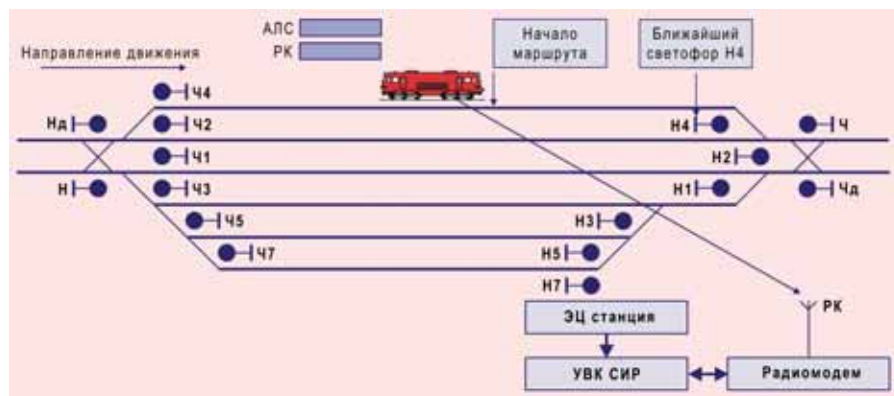 АЛС
РК
Начало маршрута
Ближайший светофор Н4
Направление движения
Ч4
Нд
Ч2
Н4
Ч
Ч1
Н2
Н
Ч3
Н1
Чд
Ч5
Н3
Ч7
Н5
Н7
РК
ЭЦ станция
УВК СИР
Радиомодем